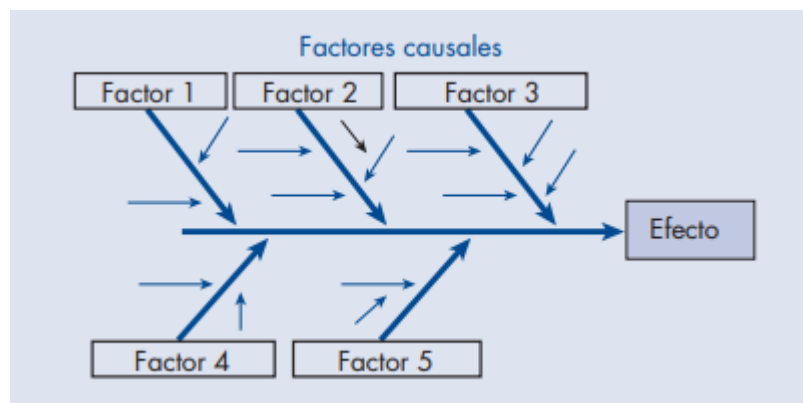 Factores causales
Factor 1
Factor 2
Factor 3
Efecto
Factor 4
Factor 5